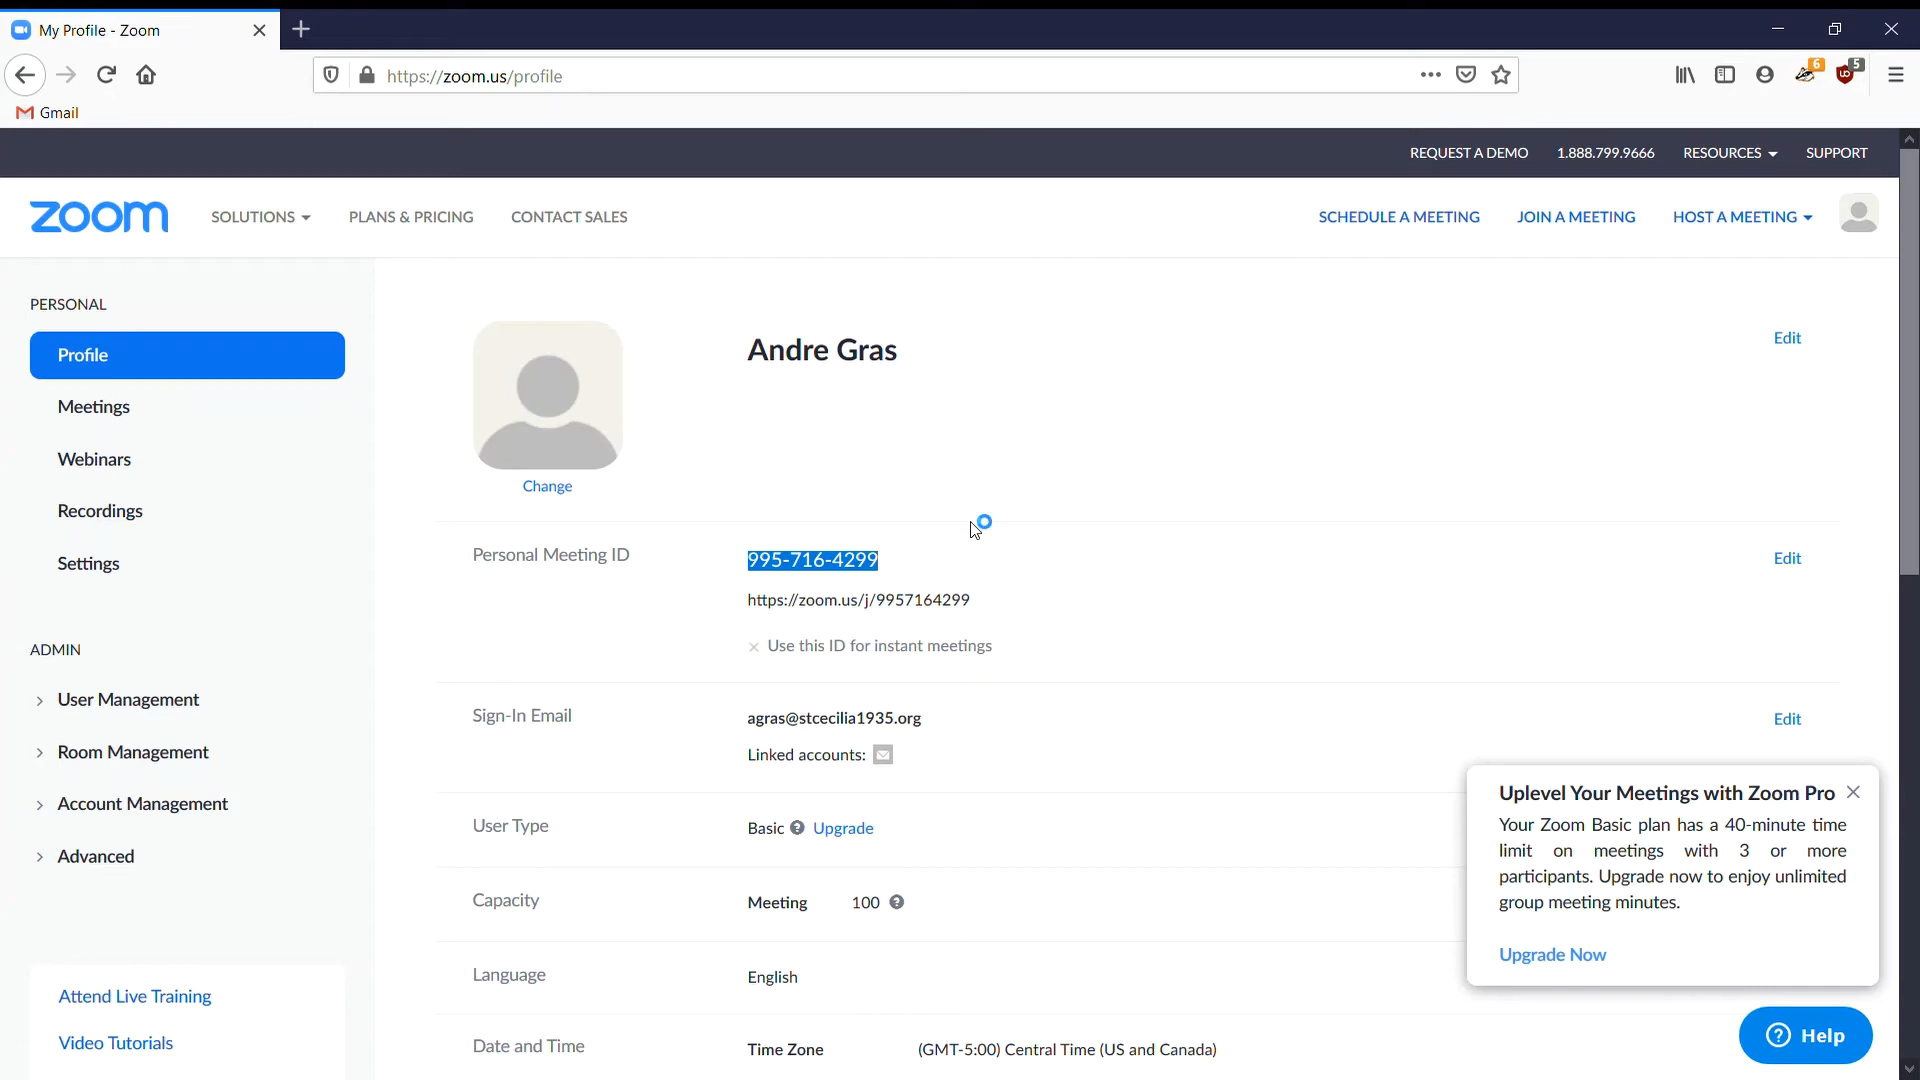 My Profile - Zoom
https://zoom.us/profile
6
5
Gmail
REQUEST A DEMO 1.888.799.9666 RESOURCES SUPPORT
zoom SOLUTIONS PLANS & PRICING CONTACT SALES SCHEDULE A MEETING JOIN A MEETING HOST A MEETING
PERSONAL
Profile
Meetings
Webinars
Recordings
Settings
ADMIN
User Management
Room Management
Account Management
Advanced
Attend Live Training
Video Tutorials
Andre Gras
Edit
Change
Personal Meeting ID 995-716-4299 Edit
https://zoom.us/j/9957164299
Use this ID for instant meetings
Sign-In Email agras@stcecilia1935.org Edit
Linked accounts:
User Type Basic Upgrade
Capacity Meeting 100
Language English
Date and Time Time Zone (GMT-5:00) Central Time (US and Canada)
Uplevel Your Meetings with Zoom Pro
Your Zoom Basic plan has a 40-minute time
limit on meetings with 3 or more
participants. Upgrade now to enjoy unlimited
group meeting minutes.
Upgrade Now
Help